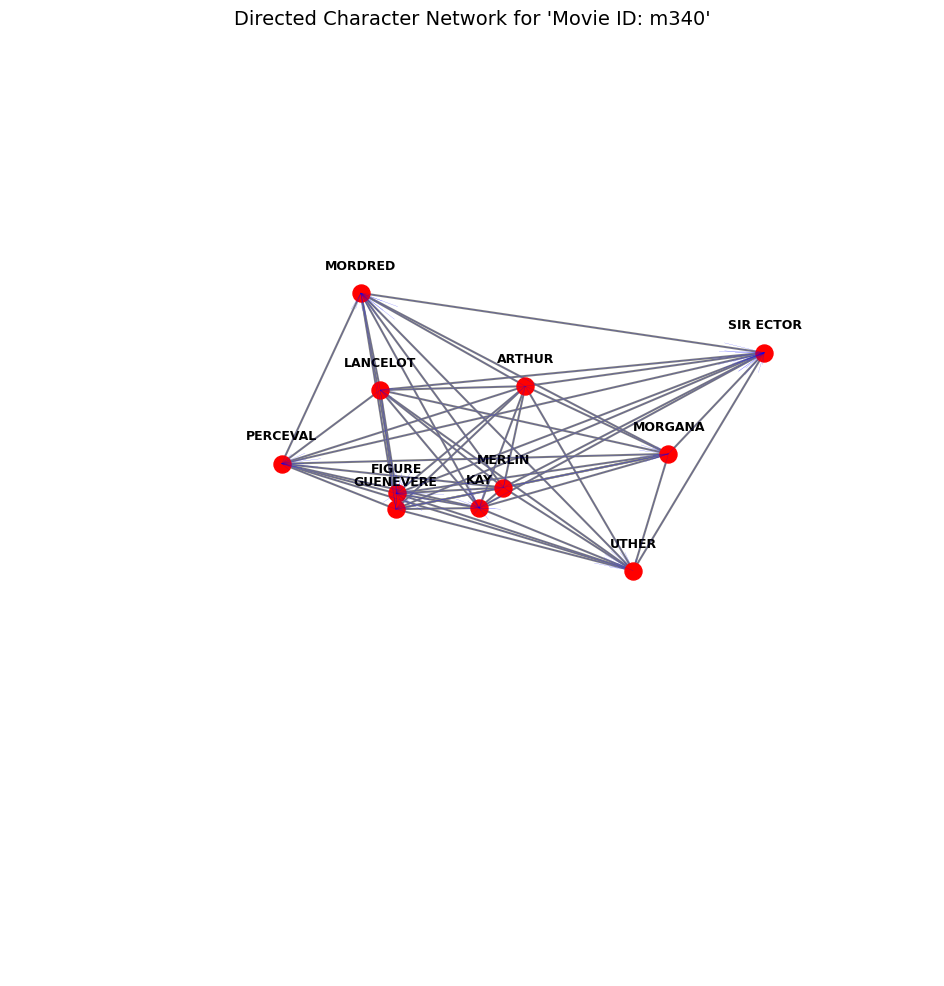 Directed Character Network for 'Movie ID: m340'
MORDRED
SIR ECTOR
LANCELOT
ARTHUR
MORGANA
PERCEVAL
MERLIN
FIGURE
KAY
GUENEVERE
UTHER